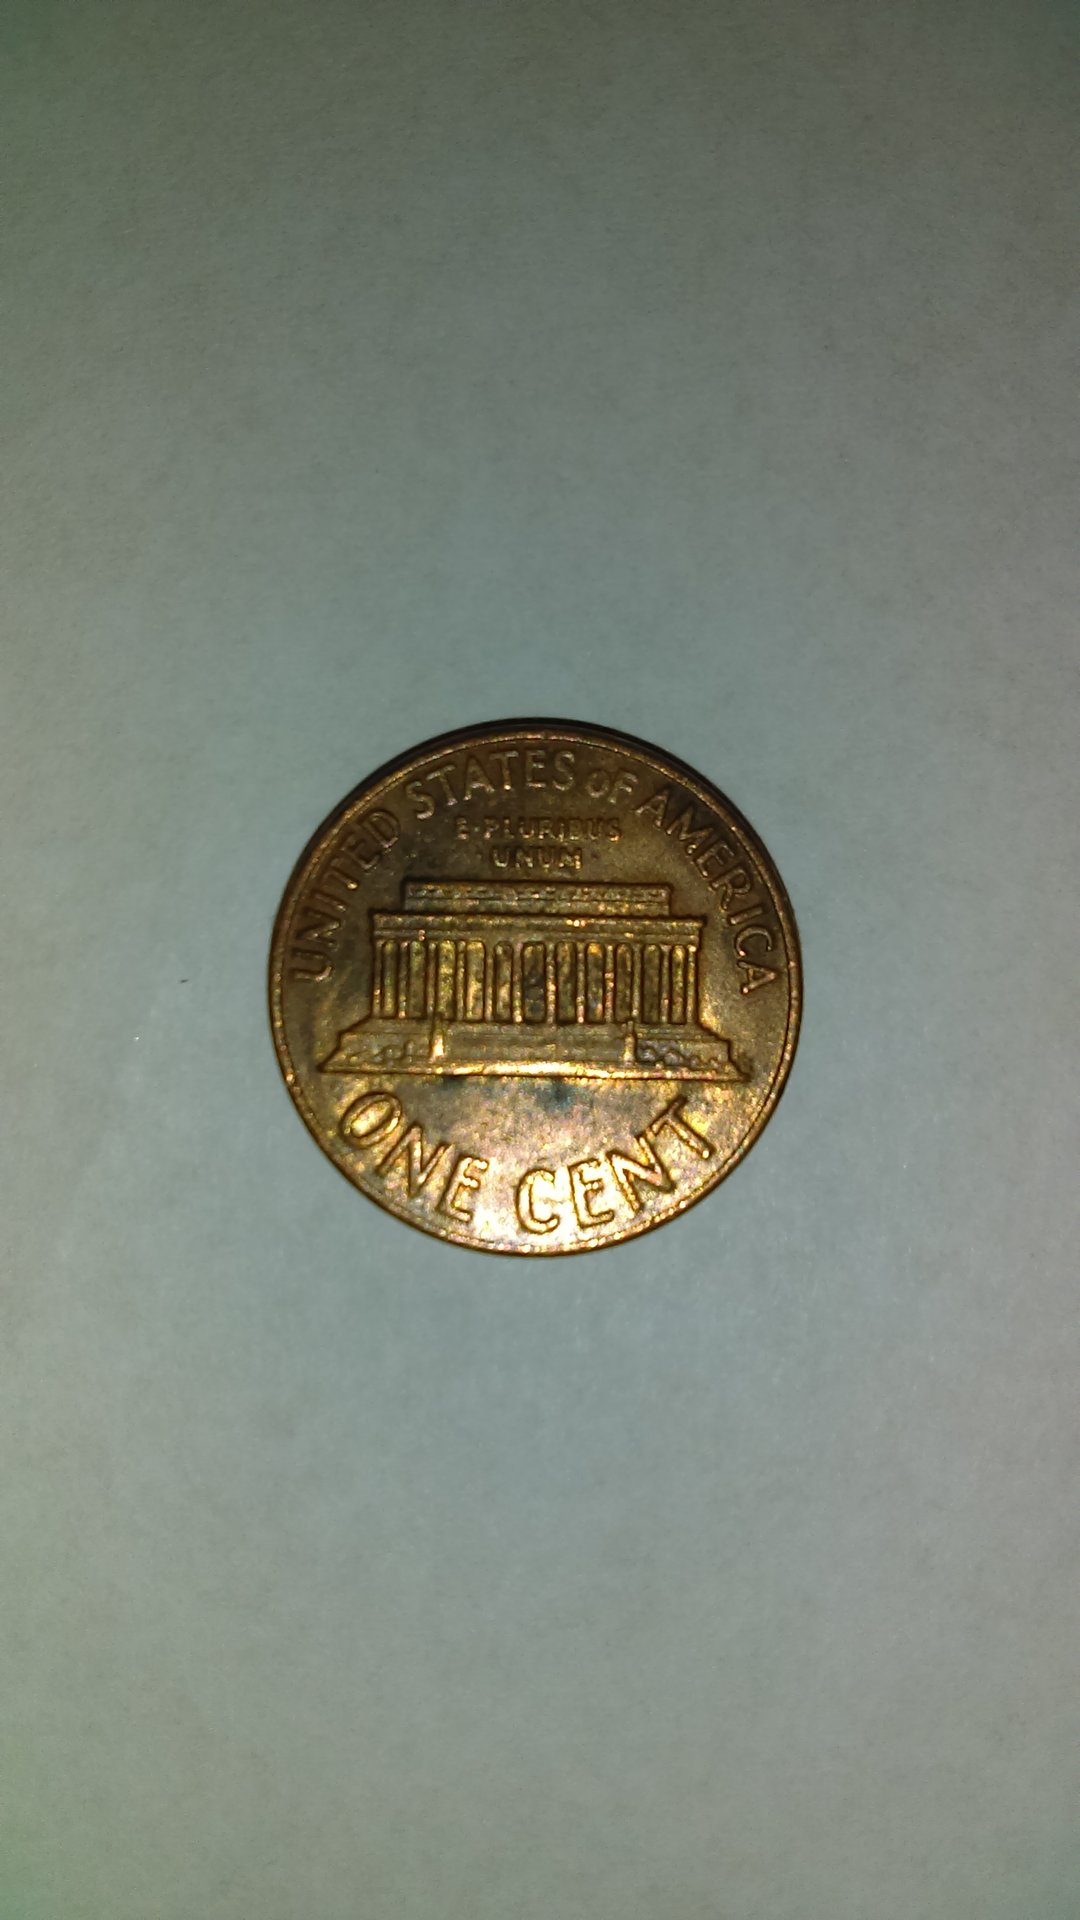 UNITED STATES OF AMERICA
E·PLURIBUS
UNUM
ONE CENT